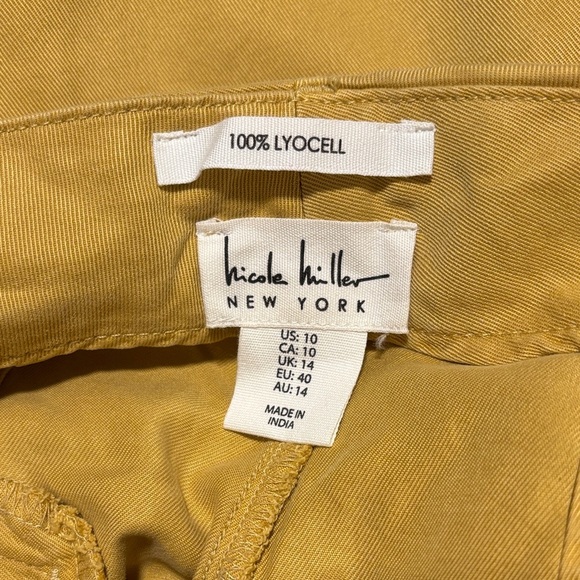 100% LYOCELL
nicole miller
NEW YORK
US: 10
CA: 10
UK: 14
EU: 40
AU: 14
MADE IN
INDIA